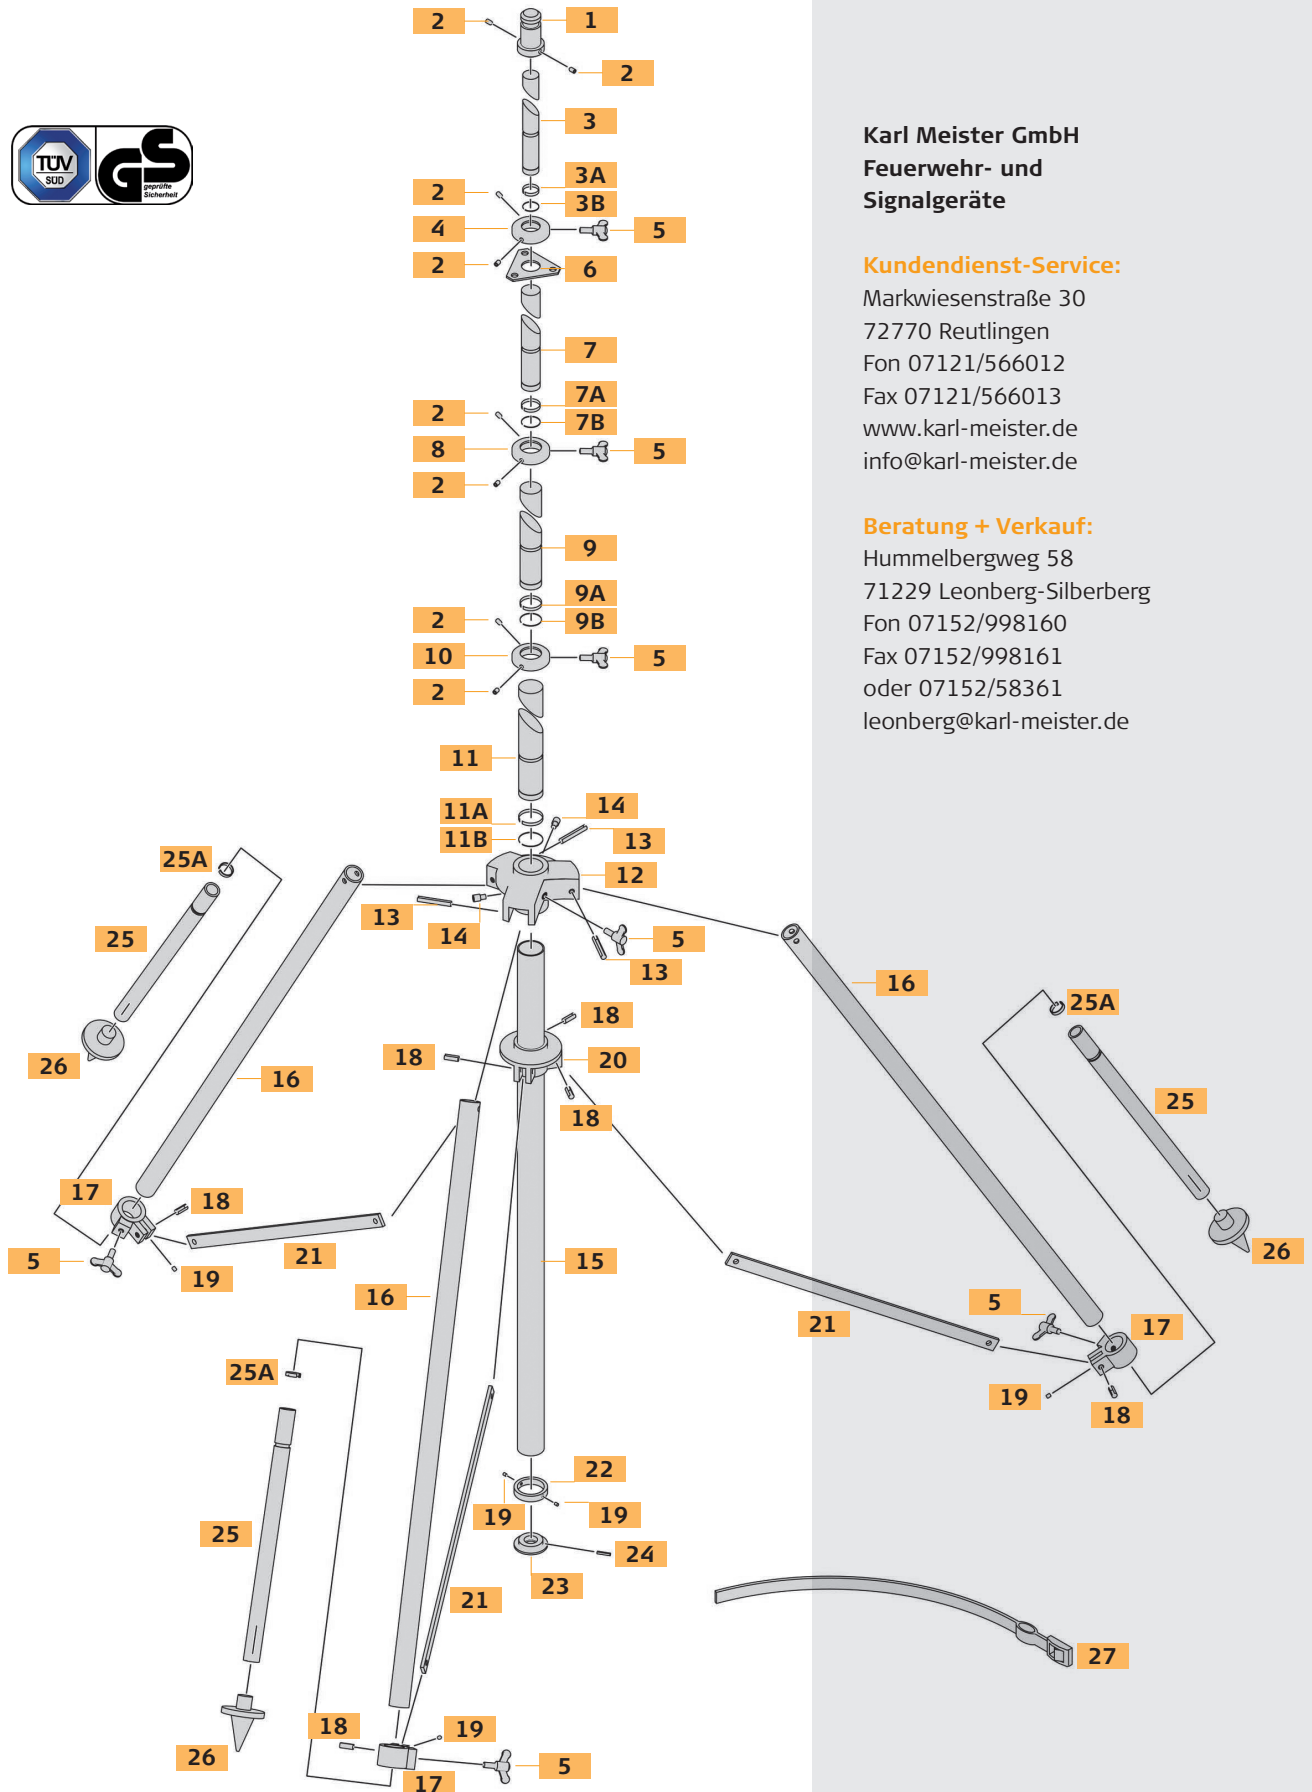 2
1
2
3
3A
2
3B
4
5
2
6
7
7A
2
7B
8
5
2
9
9A
2
9B
10
5
2
11
11A
14
11B
13
25A
12
13
14
5
13
25
16
25A
18
18
20
26
16
18
25
17
18
5
19
21
16
15
26
5
17
21
25A
19
18
22
19
19
25
24
23
21
27
18
19
26
5
17
TÜV
SÜD
GS
geprüfte
Sicherheit
Karl Meister GmbH
Feuerwehr- und
Signalgeräte
Kundendienst-Service:
Markwiesenstraße 30
72770 Reutlingen
Fon 07121/566012
Fax 07121/566013
www.karl-meister.de
info@karl-meister.de
Beratung + Verkauf:
Hummelbergweg 58
71229 Leonberg-Silberberg
Fon 07152/998160
Fax 07152/998161
oder 07152/58361
leonberg@karl-meister.de